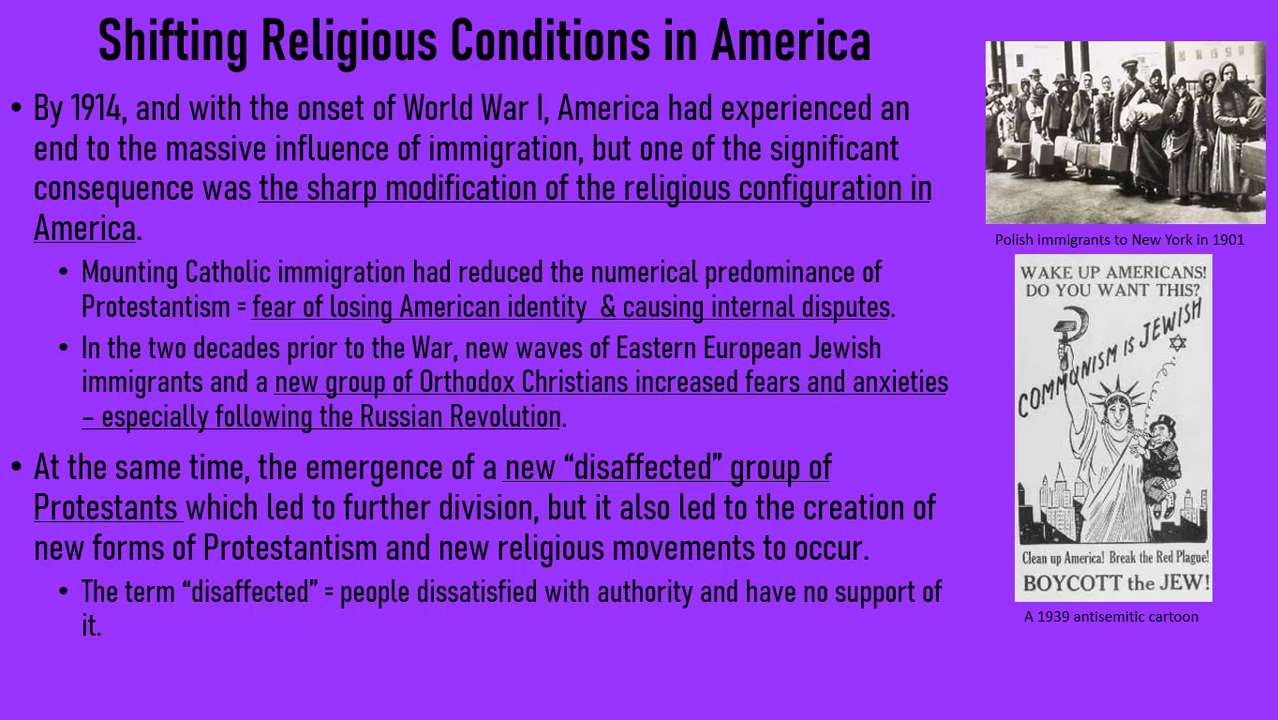 Shifting Religious Conditions in America
• By 1914, and with the onset of World War I, America had experienced an
end to the massive influence of immigration, but one of the significant
consequence was the sharp modification of the religious configuration in
America.
• Mounting Catholic immigration had reduced the numerical predominance of
Protestantism = fear of losing American identity & causing internal disputes.
• In the two decades prior to the War, new waves of Eastern European Jewish
immigrants and a new group of Orthodox Christians increased fears and anxieties
– especially following the Russian Revolution.
• At the same time, the emergence of a new “disaffected” group of
Protestants which led to further division, but it also led to the creation of
new forms of Protestantism and new religious movements to occur.
• The term “disaffected” = people dissatisfied with authority and have no support of
it.
Polish immigrants to New York in 1901
WAKE UP AMERICANS!
DO YOU WANT THIS?
COMMUNISM IS JEWISH
Clean up America! Break the Red Plague!
BOYCOTT the JEW!
A 1939 antisemitic cartoon